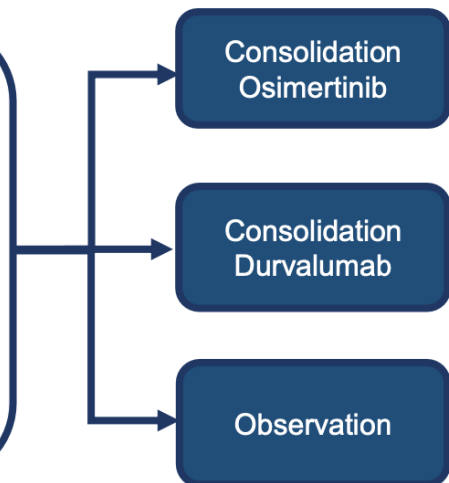 Consolidation
Osimertinib
Consolidation
Durvalumab
Observation